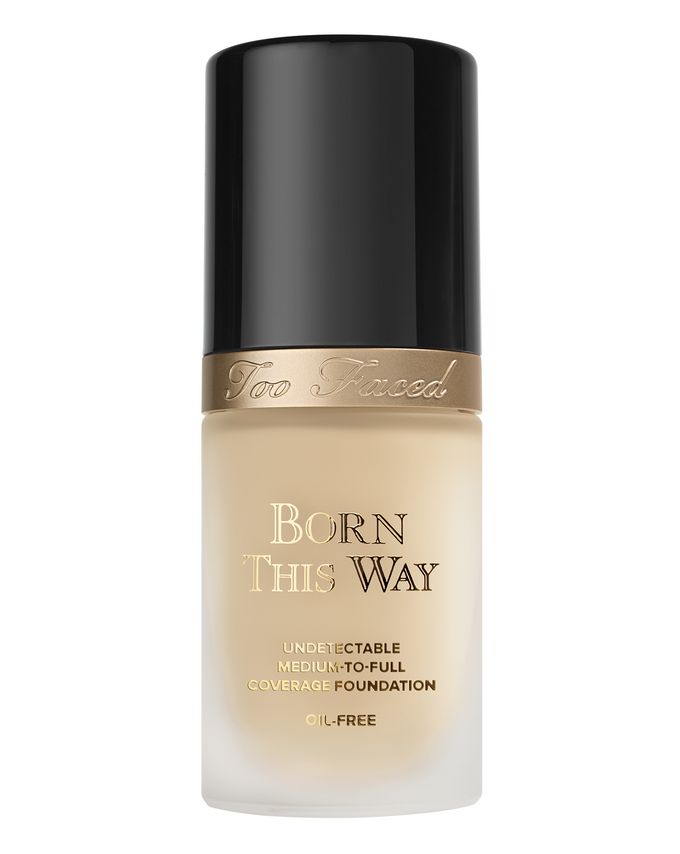 Too Faced
BORN
THIS WAY
UNDETECTABLE
MEDIUM-TO-FULL
COVERAGE FOUNDATION
OIL-FREE